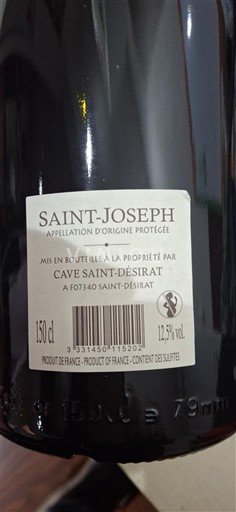 SAINT-JOSEPH
APPELLATION D'ORIGINE PROTÉGÉE
MIS EN BOUTEILLE À LA PROPRIÉTÉ PAR
CAVE SAINT-DÉSIRAT
A F07340 SAINT-DÉSIRAT
150 cl
3 331450 115202
12,5% vol.
PRODUIT DE FRANCE - PRODUCT OF FRANCE - CONTIENT DES SULFITES
79mm